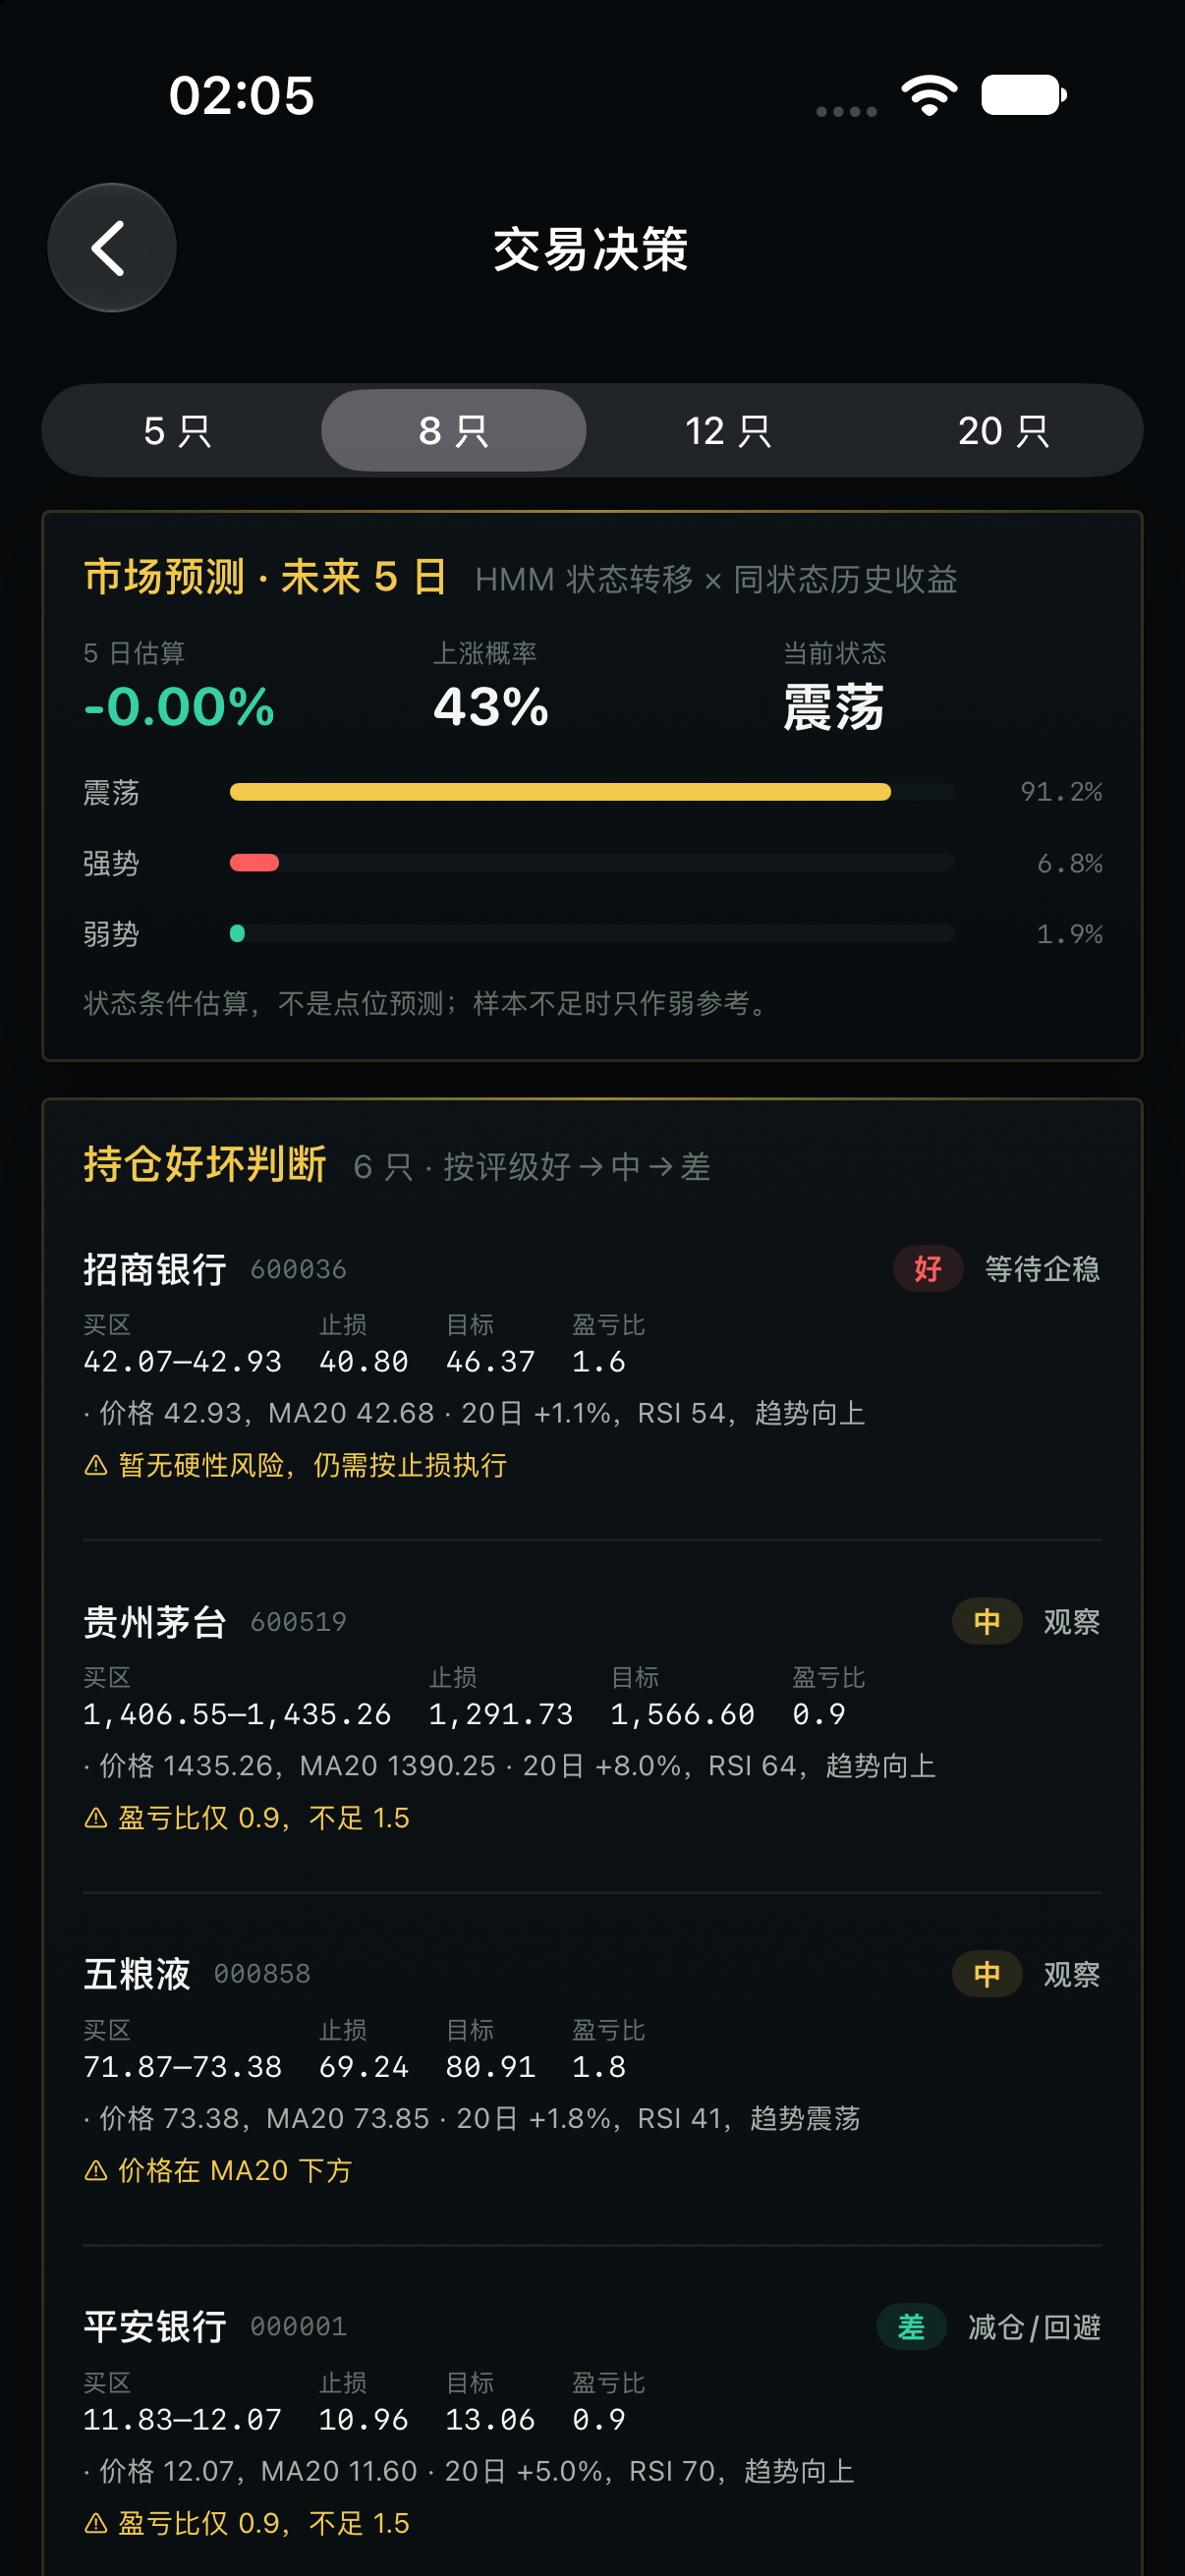 02:05
交易决策
5 只 8 只 12 只 20 只
市场预测 · 未来 5 日 HMM 状态转移 × 同状态历史收益
5 日估算 上涨概率 当前状态
-0.00% 43% 震荡
震荡 91.2%
强势 6.8%
弱势 1.9%
状态条件估算，不是点位预测；样本不足时只作弱参考。
持仓好坏判断 6 只 · 按评级好→中→差
招商银行 600036 好 等待企稳
买区 止损 目标 盈亏比
42.07–42.93 40.80 46.37 1.6
· 价格 42.93，MA20 42.68 · 20日 +1.1%，RSI 54，趋势向上
⚠ 暂无硬性风险，仍需按止损执行
贵州茅台 600519 中 观察
买区 止损 目标 盈亏比
1,406.55–1,435.26 1,291.73 1,566.60 0.9
· 价格 1435.26，MA20 1390.25 · 20日 +8.0%，RSI 64，趋势向上
⚠ 盈亏比仅 0.9，不足 1.5
五粮液 000858 中 观察
买区 止损 目标 盈亏比
71.87–73.38 69.24 80.91 1.8
· 价格 73.38，MA20 73.85 · 20日 +1.8%，RSI 41，趋势震荡
⚠ 价格在 MA20 下方
平安银行 000001 差 减仓/回避
买区 止损 目标 盈亏比
11.83–12.07 10.96 13.06 0.9
· 价格 12.07，MA20 11.60 · 20日 +5.0%，RSI 70，趋势向上
⚠ 盈亏比仅 0.9，不足 1.5